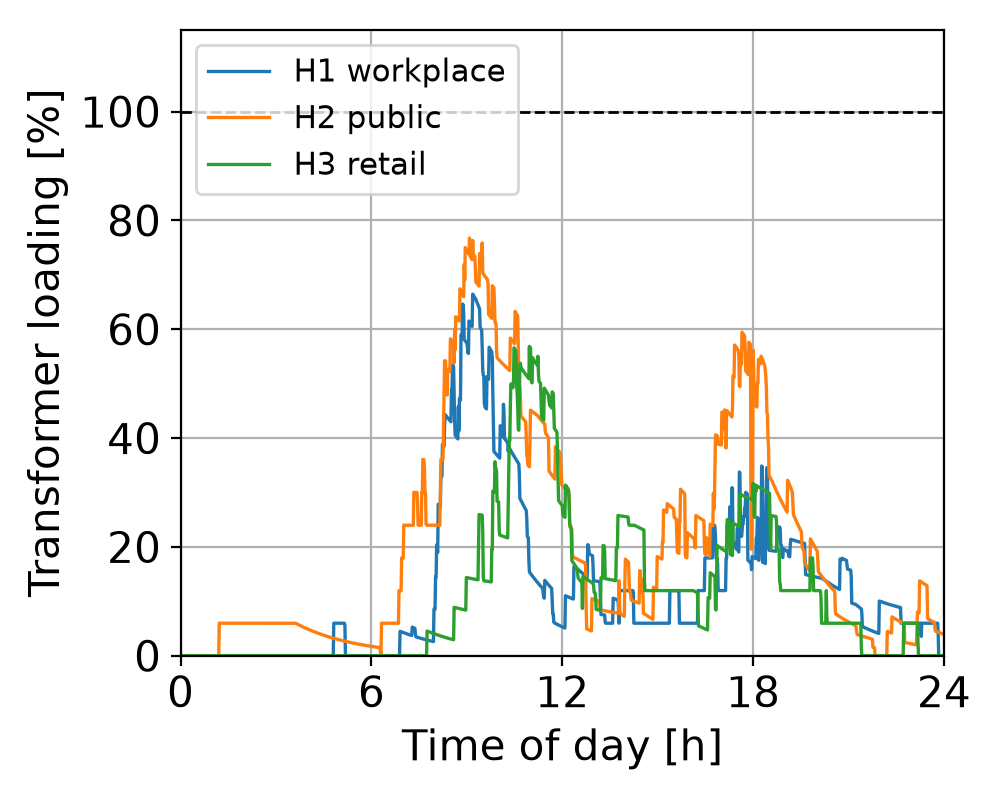 H1 workplace
H2 public
H3 retail
Transformer loading [%]
100
80
60
40
20
0
0 6 12 18 24
Time of day [h]